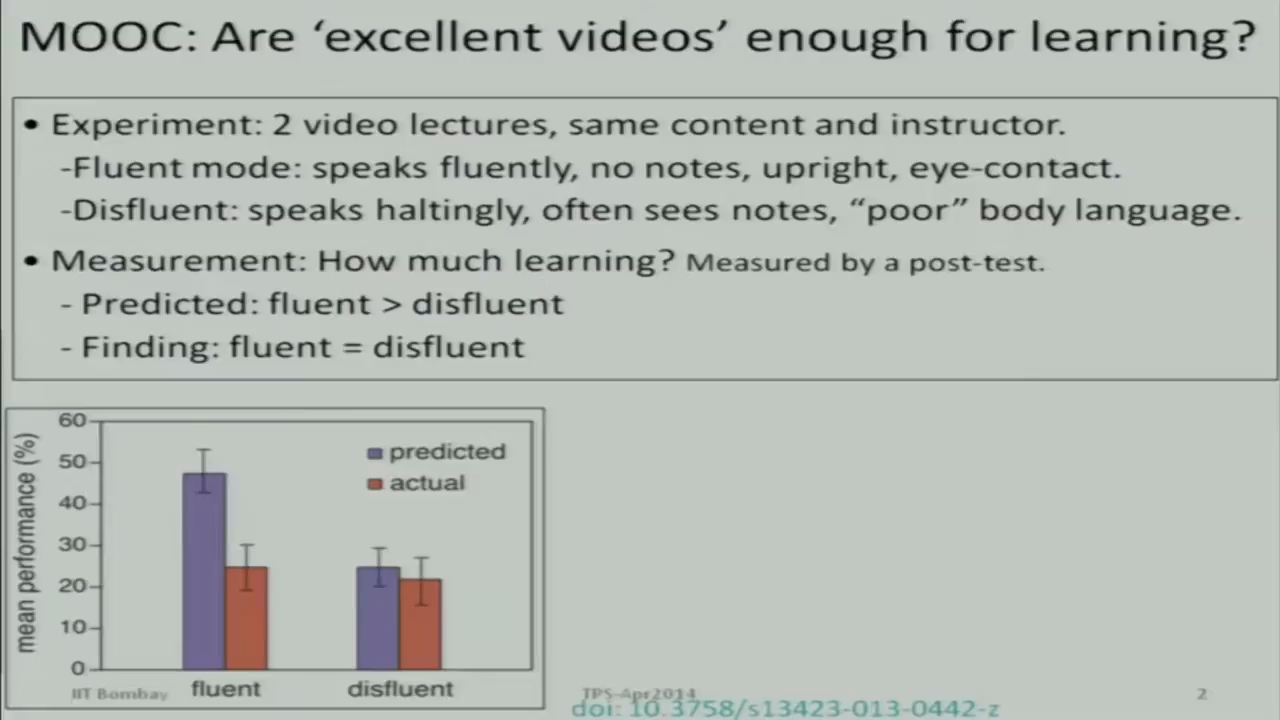 MOOC: Are ‘excellent videos’ enough for learning?
• Experiment: 2 video lectures, same content and instructor.
-Fluent mode: speaks fluently, no notes, upright, eye-contact.
-Disfluent: speaks haltingly, often sees notes, “poor” body language.
• Measurement: How much learning? Measured by a post-test.
- Predicted: fluent > disfluent
- Finding: fluent = disfluent
mean performance (%)
60
50
40
30
20
10
0
predicted
actual
fluent
disfluent
IIT Bombay
TPS-Apr2014
2
doi: 10.3758/s13423-013-0442-z